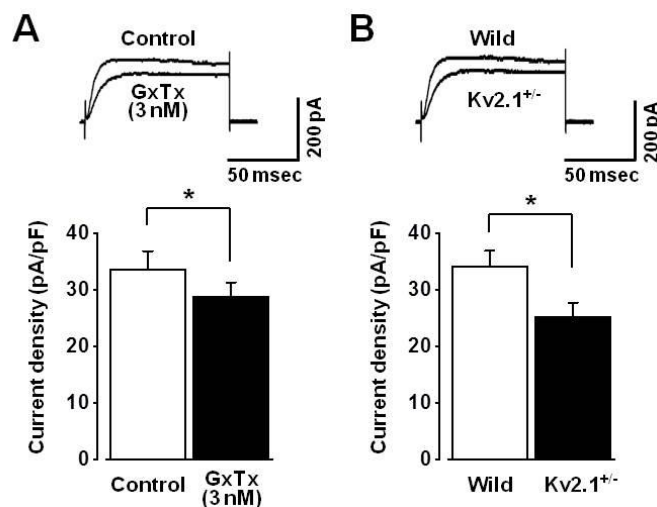 A
Control
GxTx
(3 nM)
200 pA
50 msec
*
Current density (pA/pF)
40
30
20
10
0
Control
GxTx
(3 nM)
B
Wild
Kv2.1+/-
200 pA
50 msec
*
Current density (pA/pF)
40
30
20
10
0
Wild
Kv2.1+/-